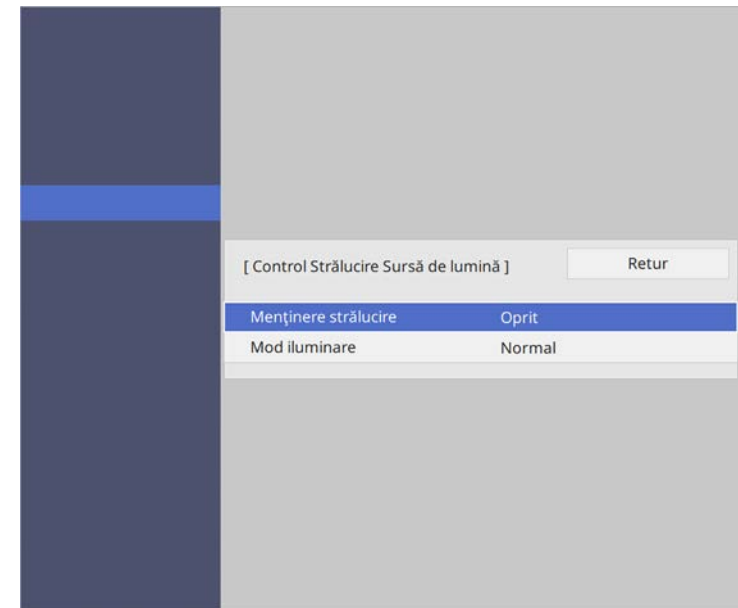 [ Control Strălucire Sursă de lumină ] Retur
Menţinere strălucire Oprit
Mod iluminare Normal